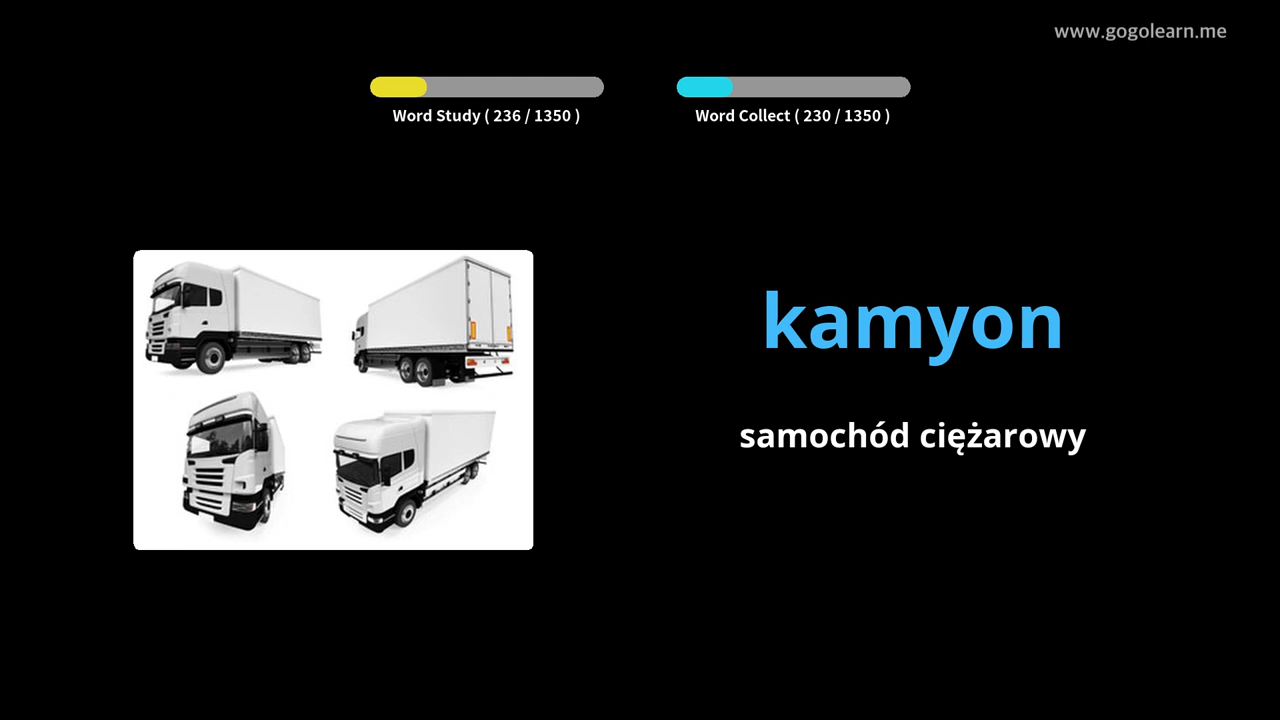 www.gogolearn.me
Word Study ( 236 / 1350 )
Word Collect ( 230 / 1350 )
kamyon
samochód ciężarowy